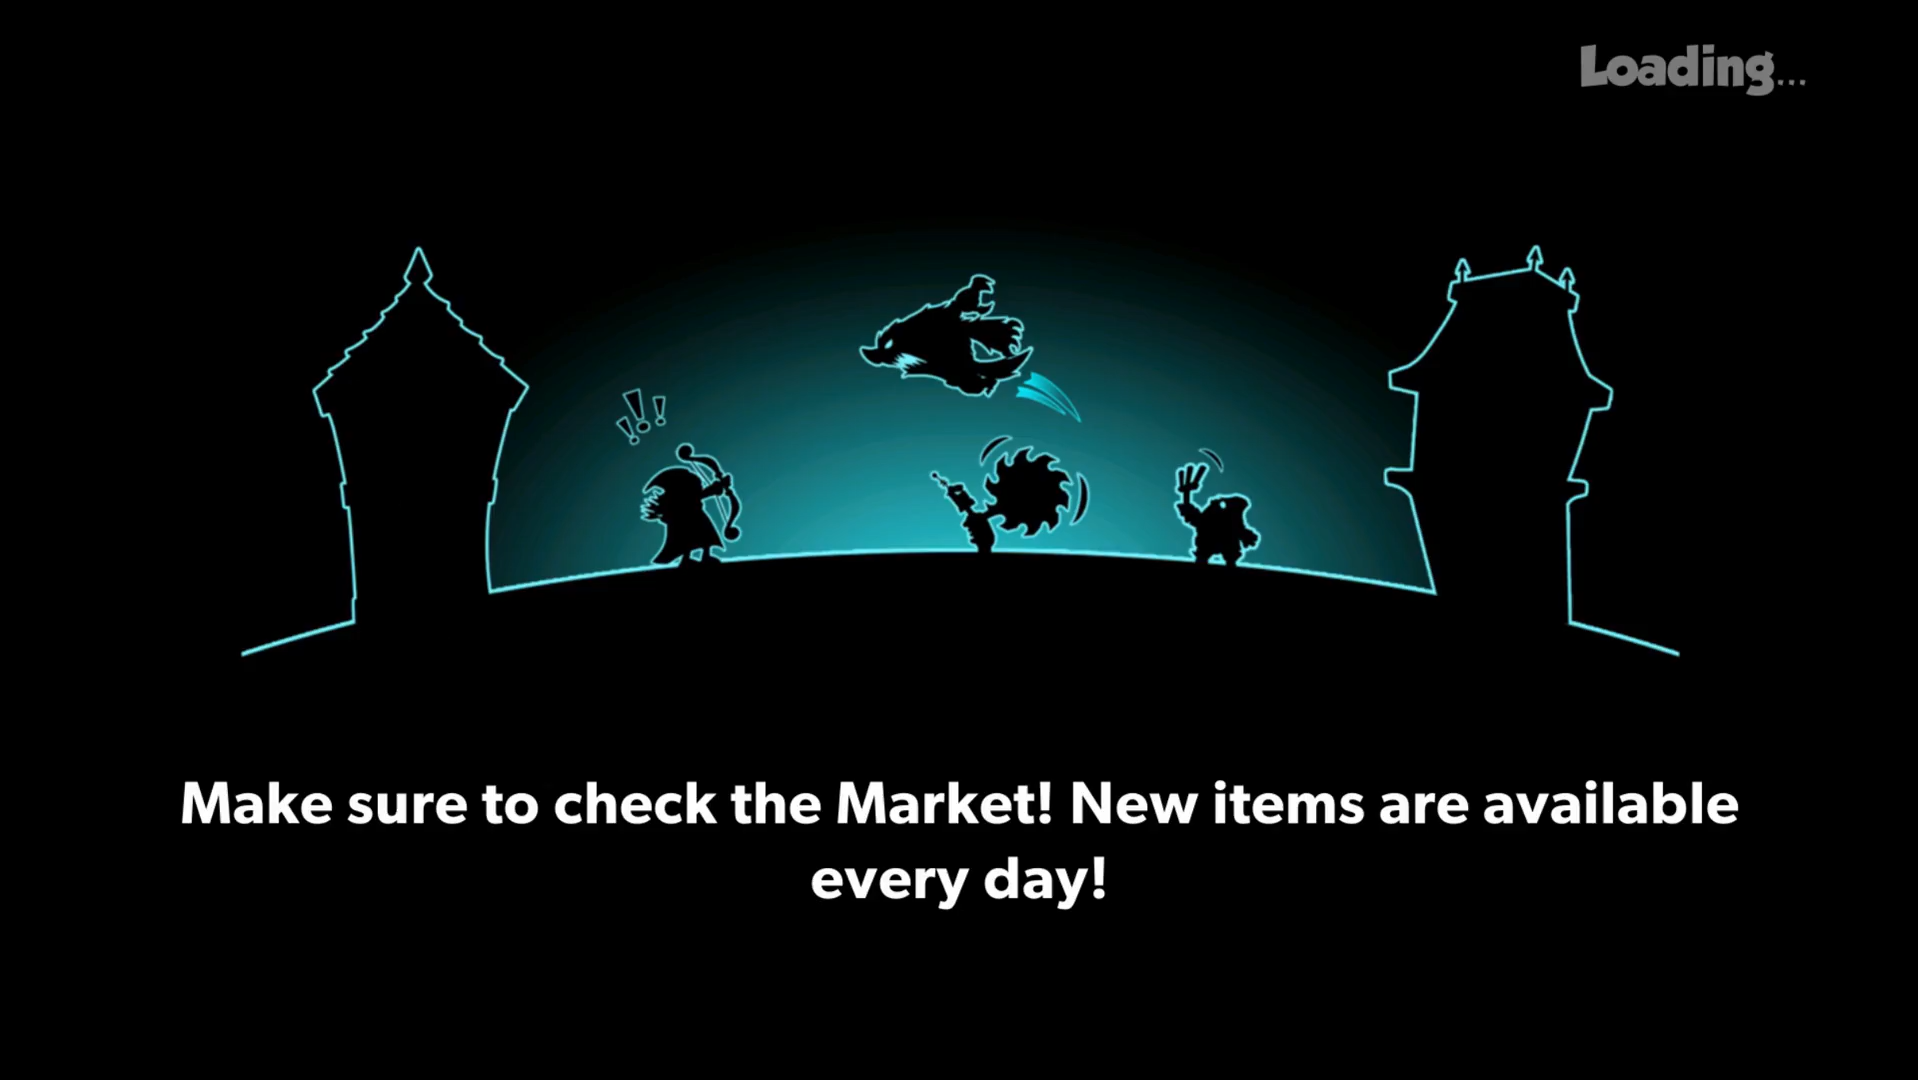 Loading...
!!!
Make sure to check the Market! New items are available
every day!